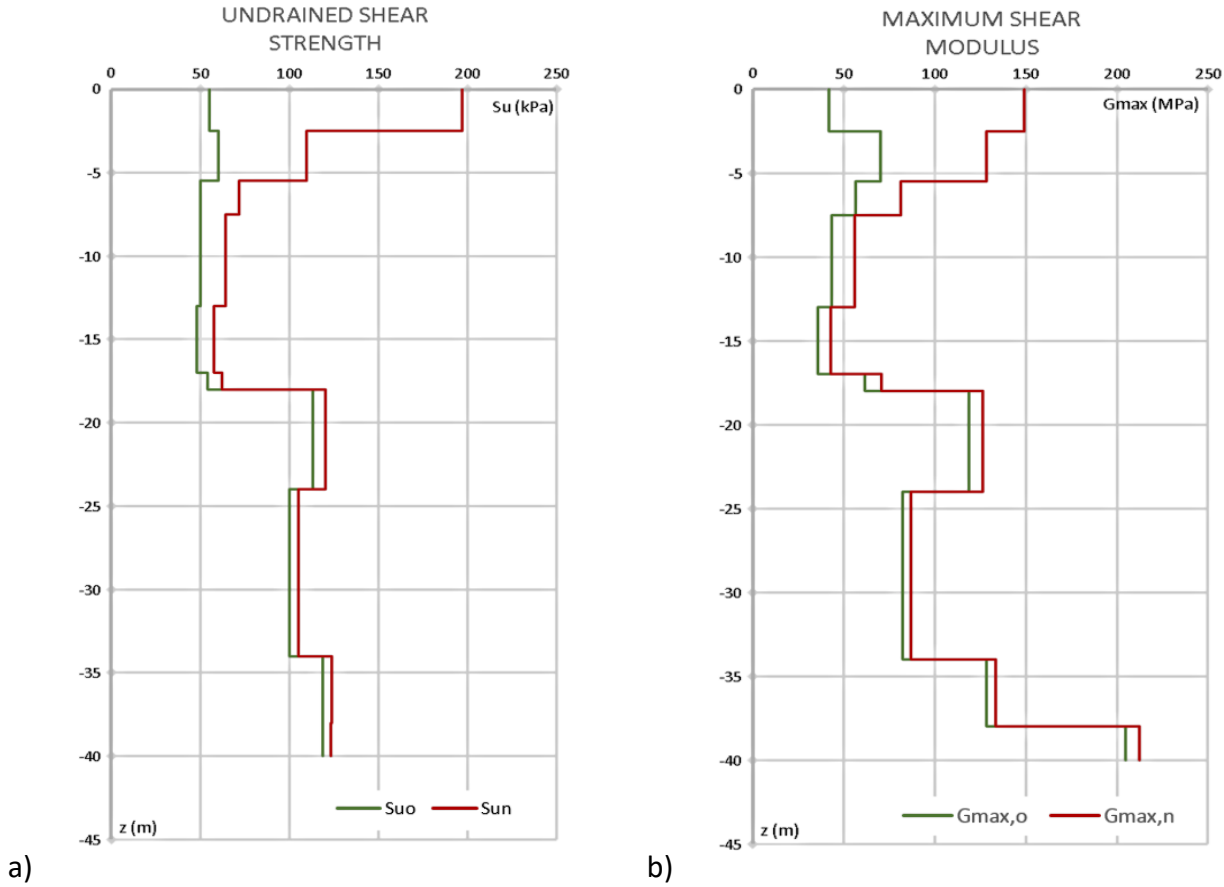 UNDRAINED SHEAR
STRENGTH
0 50 100 150 200 250
Su (kPa)
0
-5
-10
-15
-20
-25
-30
-35
-40
-45
Suo Sun
z (m)
a)
MAXIMUM SHEAR
MODULUS
0 50 100 150 200 250
Gmax (MPa)
0
-5
-10
-15
-20
-25
-30
-35
-40
-45
Gmax,o Gmax,n
z (m)
b)